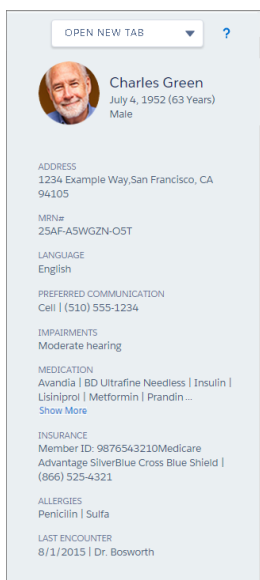 OPEN NEW TAB
?
Charles Green
July 4, 1952 (63 Years)
Male
ADDRESS
1234 Example Way,San Francisco, CA
94105
MRN#
25AF-A5WGZN-O5T
LANGUAGE
English
PREFERRED COMMUNICATION
Cell | (510) 555-1234
IMPAIRMENTS
Moderate hearing
MEDICATION
Avandia | BD Ultrafine Needless | Insulin |
Lisiniprol | Metformin | Prandin ...
Show More
INSURANCE
Member ID: 9876543210Medicare
Advantage SilverBlue Cross Blue Shield |
(866) 525-4321
ALLERGIES
Penicilin | Sulfa
LAST ENCOUNTER
8/1/2015 | Dr. Bosworth